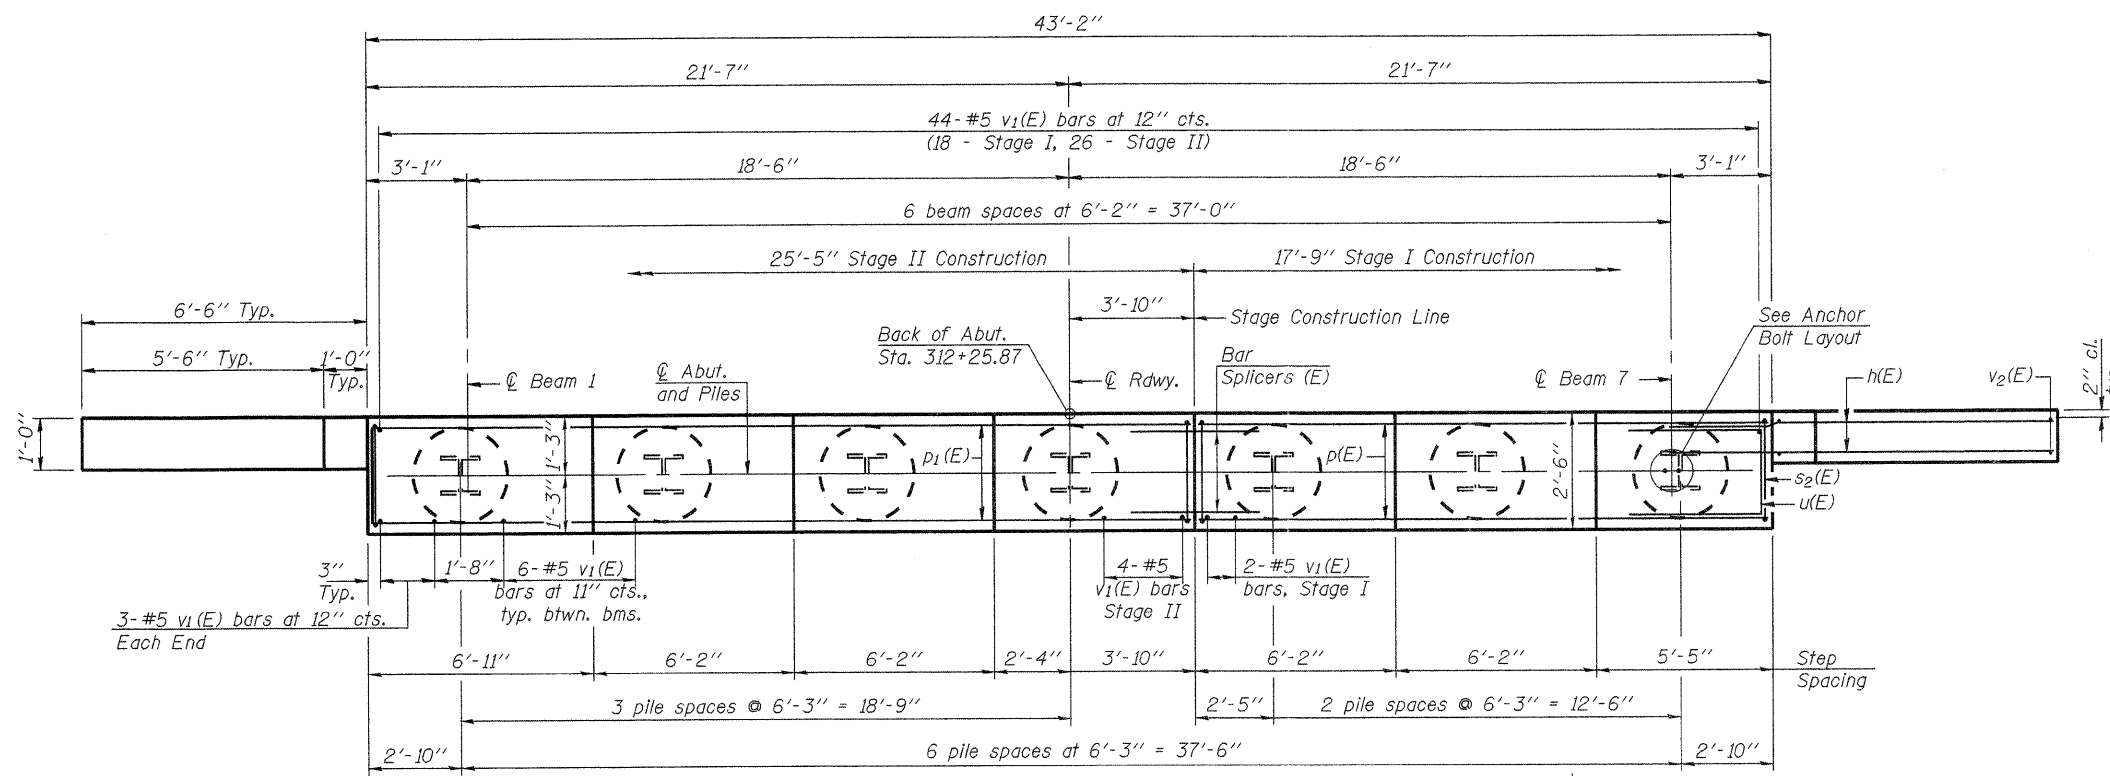 43'-2"
21'-7"
21'-7"
44-#5 v1(E) bars at 12" cts.
(18 - Stage I, 26 - Stage II)
3'-1"
18'-6"
18'-6"
3'-1"
6 beam spaces at 6'-2" = 37'-0"
25'-5" Stage II Construction
17'-9" Stage I Construction
6'-6" Typ.
3'-10"
Stage Construction Line
See Anchor
Bolt Layout
Back of Abut.
Sta. 312+25.87
5'-6" Typ.
1'-0"
Typ.
℄ Beam 1
℄ Abut.
and Piles
℄ Rdwy.
Bar
Splicers (E)
℄ Beam 7
h(E)
v2(E)
2" cl.
1'-0"
1'-3"
1'-3"
p1(E)
p(E)
2'-6"
s2(E)
u(E)
3"
Typ.
1'-8"
6-#5 v1(E)
bars at 11" cts.,
typ. btwn. bms.
4-#5
v1(E) bars
Stage II
2-#5 v1(E)
bars, Stage I
3-#5 v1(E) bars at 12" cts.
Each End
6'-11"
6'-2"
6'-2"
2'-4"
3'-10"
6'-2"
6'-2"
5'-5"
Step
Spacing
3 pile spaces @ 6'-3" = 18'-9"
2'-5"
2 pile spaces @ 6'-3" = 12'-6"
2'-10"
6 pile spaces at 6'-3" = 37'-6"
2'-10"